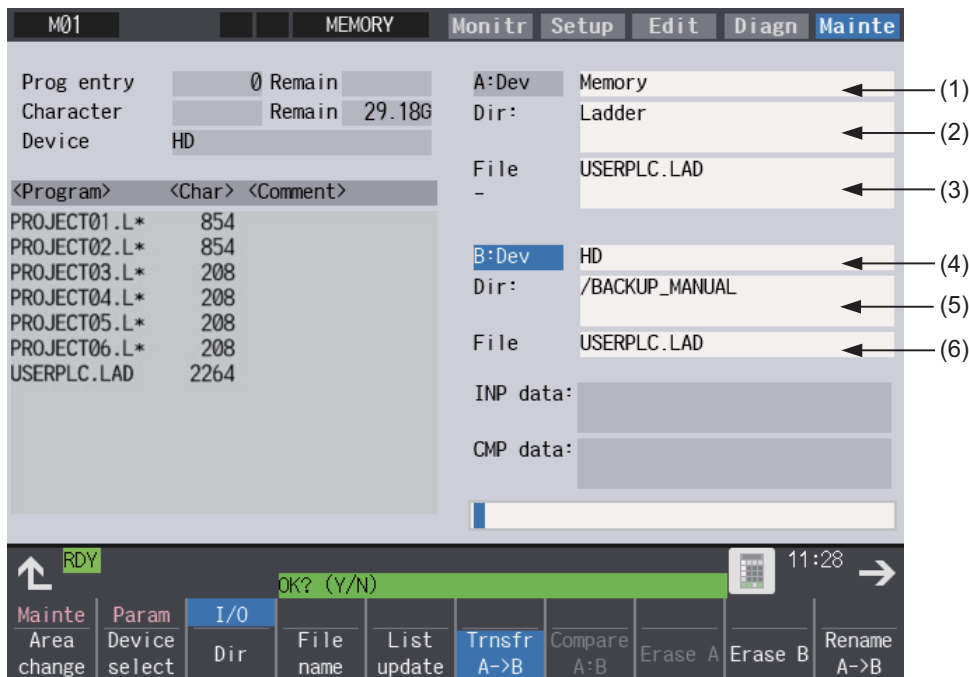 M01 MEMORY Monitr Setup Edit Diagn Mainte
Prog entry 0 Remain
Character Remain 29.18G
Device HD
<Program> <Char> <Comment>
PROJECT01.L* 854
PROJECT02.L* 854
PROJECT03.L* 208
PROJECT04.L* 208
PROJECT05.L* 208
PROJECT06.L* 208
USERPLC.LAD 2264
A:Dev Memory (1)
Dir: Ladder (2)
File USERPLC.LAD
- (3)
B:Dev HD (4)
Dir: /BACKUP_MANUAL (5)
File USERPLC.LAD (6)
INP data:
CMP data:
RDY 11:28
OK? (Y/N)
Mainte Param I/O
Area change
Device select
Dir
File name
List update
Trnsfr A->B
Compare A:B
Erase A
Erase B
Rename A->B